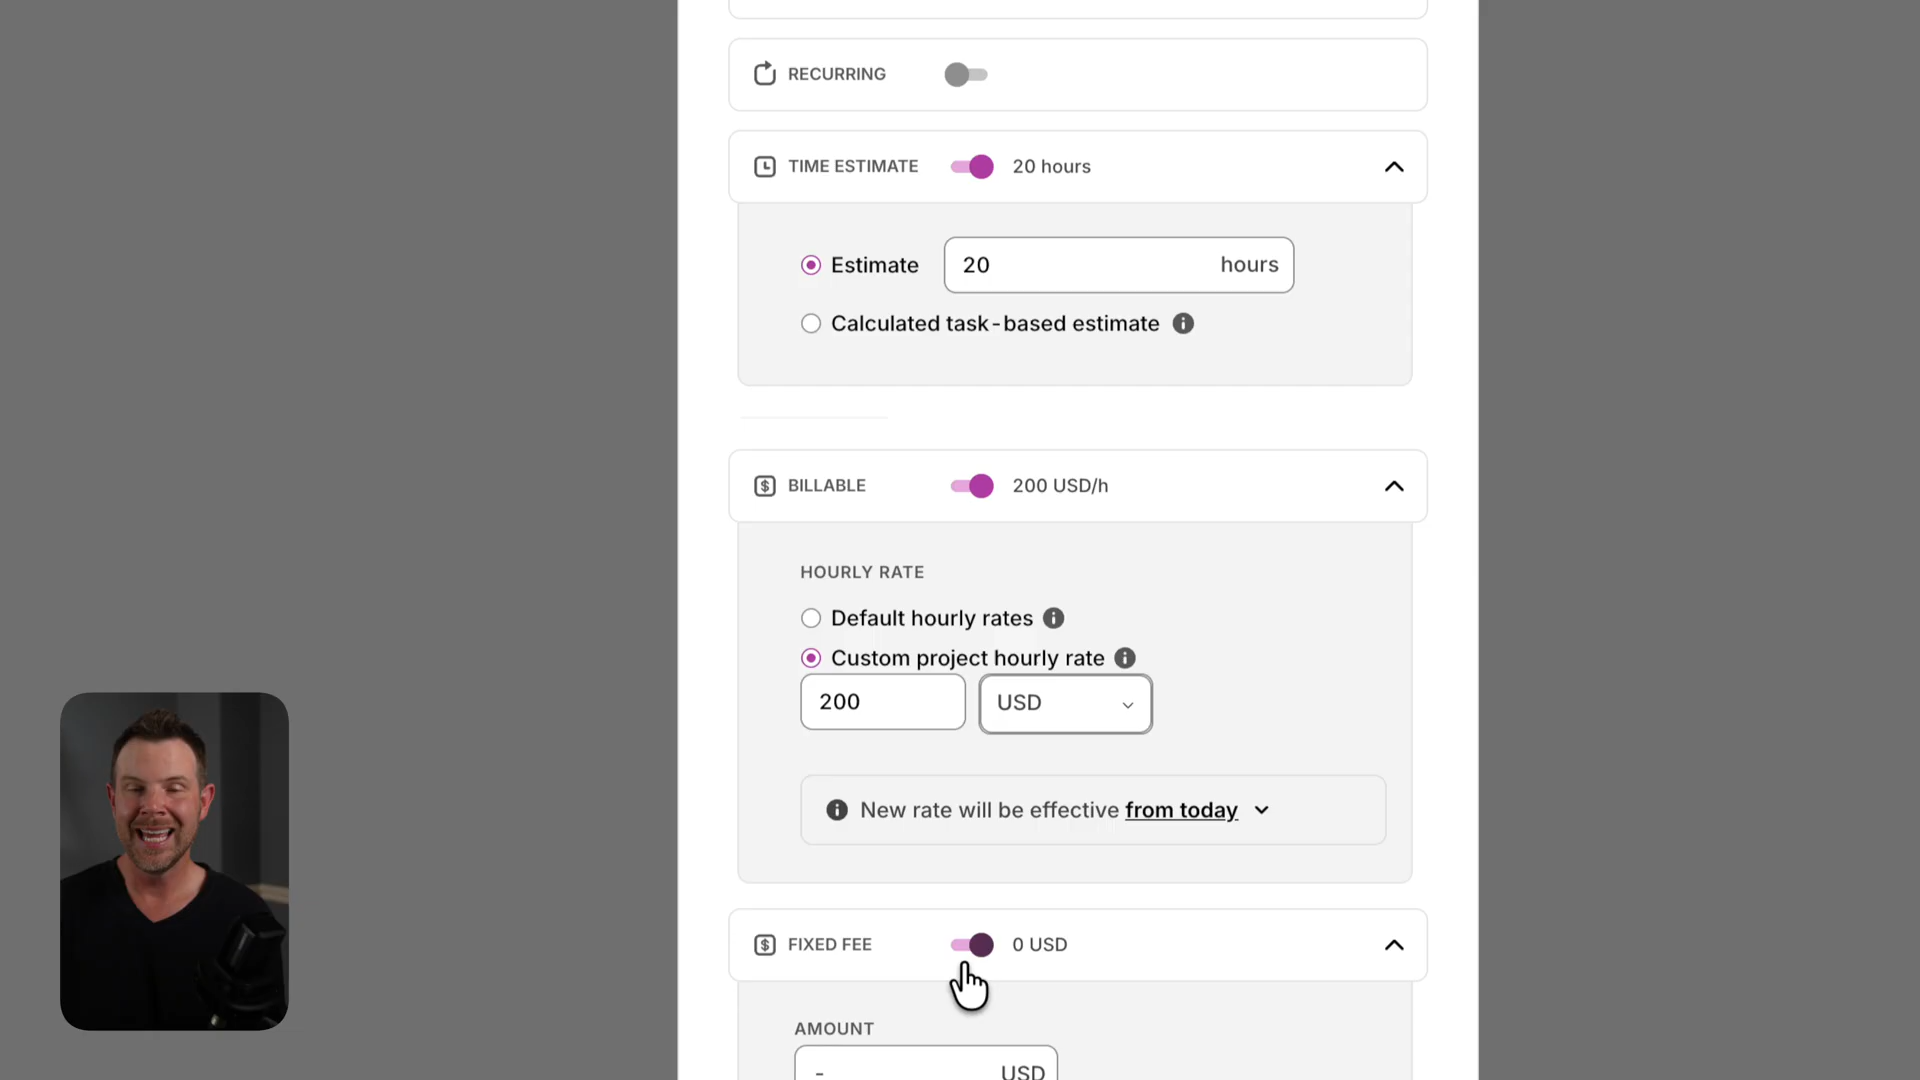 RECURRING
TIME ESTIMATE 20 hours
Estimate 20 hours
Calculated task-based estimate
BILLABLE 200 USD/h
HOURLY RATE
Default hourly rates
Custom project hourly rate
200 USD
New rate will be effective from today
FIXED FEE 0 USD
AMOUNT
- USD